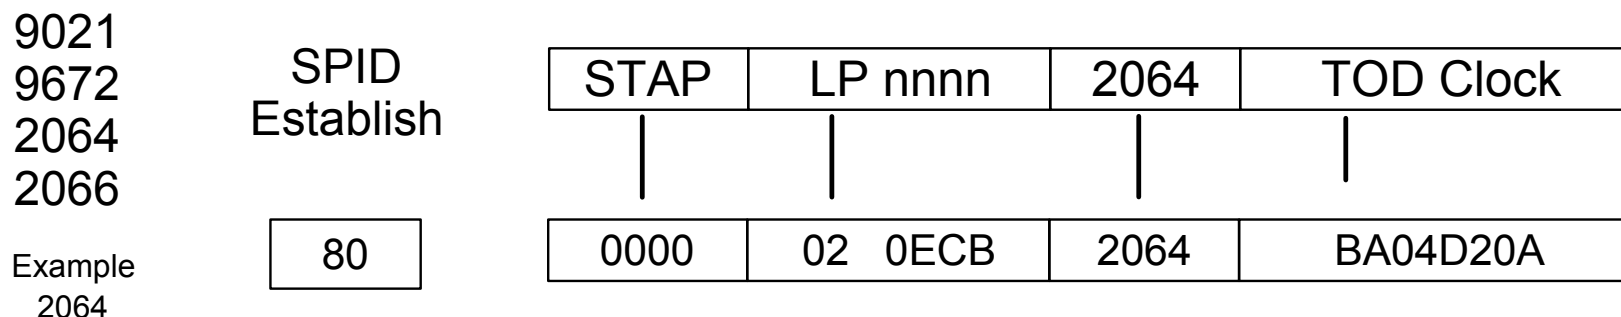 9021
9672
2064
2066
SPID
Establish
STAP LP nnnn 2064 TOD Clock
80 0000 02 0ECB 2064 BA04D20A
Example
2064